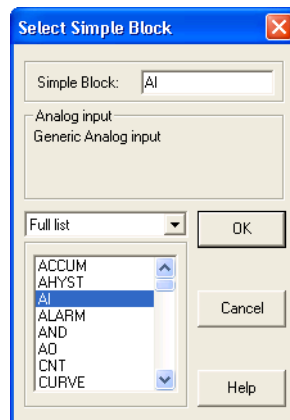 Select Simple Block
Simple Block: AI
Analog input
Generic Analog input
Full list
OK
ACCUM
AHYST
AI
ALARM
AND
AO
CNT
CURVE
Cancel
Help